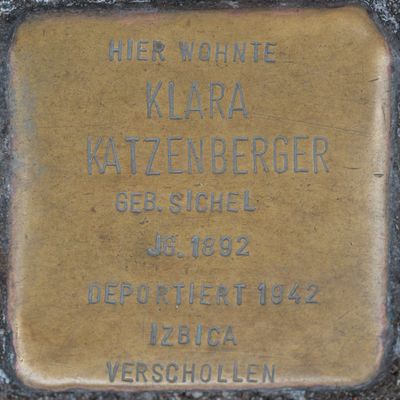 HIER WOHNTE
KLARA
KATZENBERGER
GEB. SICHEL
JG. 1892
DEPORTIERT 1942
IZBICA
VERSCHOLLEN